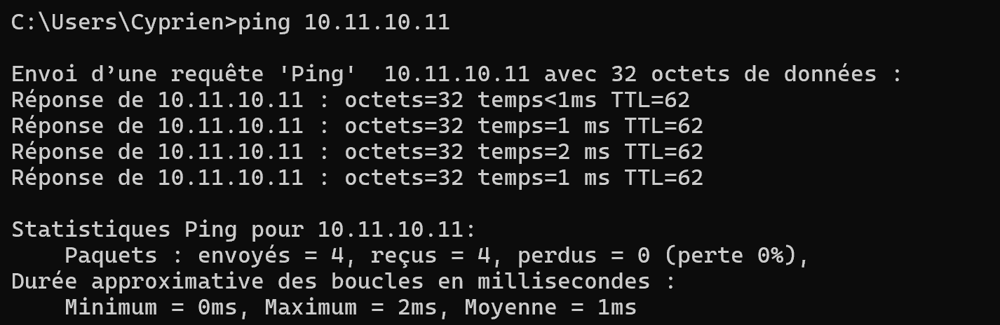 C:\Users\Cyprien>ping 10.11.10.11
Envoi d’une requête 'Ping'  10.11.10.11 avec 32 octets de données :
Réponse de 10.11.10.11 : octets=32 temps<1ms TTL=62
Réponse de 10.11.10.11 : octets=32 temps=1 ms TTL=62
Réponse de 10.11.10.11 : octets=32 temps=2 ms TTL=62
Réponse de 10.11.10.11 : octets=32 temps=1 ms TTL=62
Statistiques Ping pour 10.11.10.11:
    Paquets : envoyés = 4, reçus = 4, perdus = 0 (perte 0%),
Durée approximative des boucles en millisecondes :
    Minimum = 0ms, Maximum = 2ms, Moyenne = 1ms